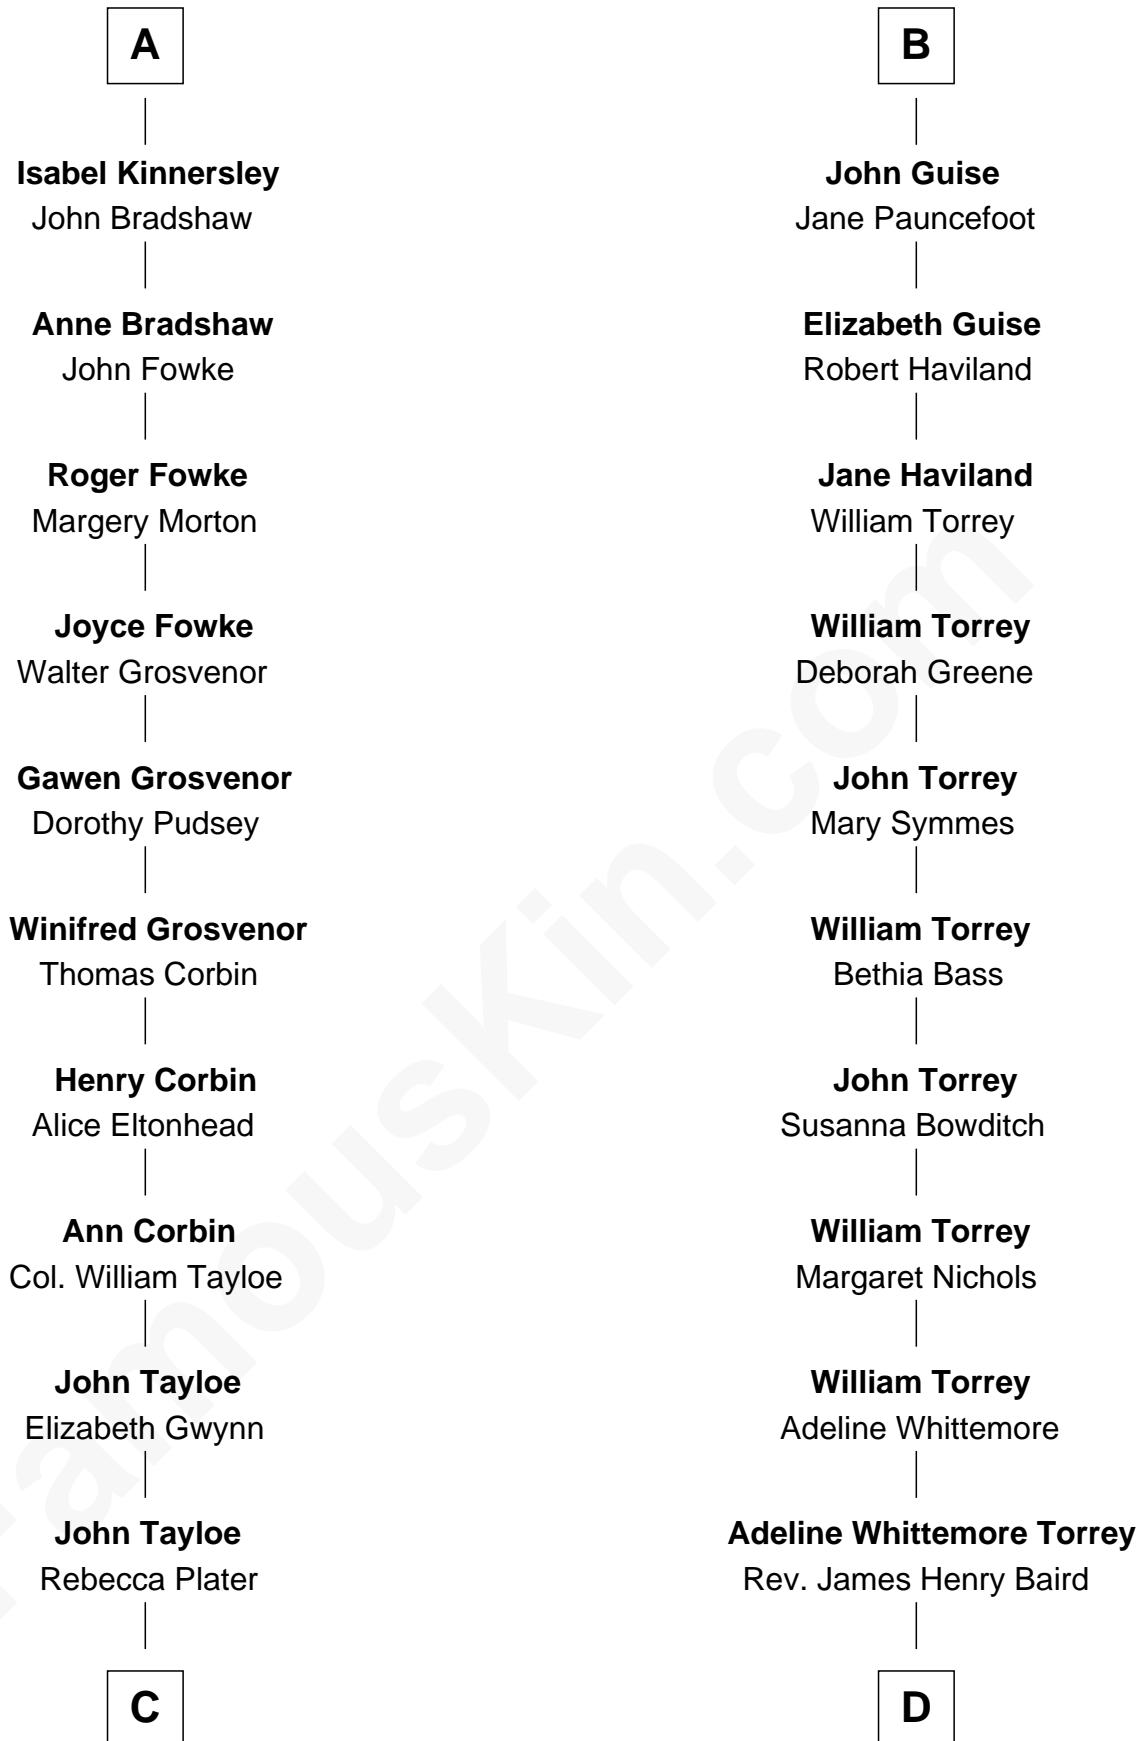 A
Isabel Kinnersley
John Bradshaw
Anne Bradshaw
John Fowke
Roger Fowke
Margery Morton
Joyce Fowke
Walter Grosvenor
Gawen Grosvenor
Dorothy Pudsey
Winifred Grosvenor
Thomas Corbin
Henry Corbin
Alice Eltonhead
Ann Corbin
Col. William Tayloe
John Tayloe
Elizabeth Gwynn
John Tayloe
Rebecca Plater
C
B
John Guise
Jane Pauncefoot
Elizabeth Guise
Robert Haviland
Jane Haviland
William Torrey
William Torrey
Deborah Greene
John Torrey
Mary Symmes
William Torrey
Bethia Bass
John Torrey
Susanna Bowditch
William Torrey
Margaret Nichols
William Torrey
Adeline Whittemore
Adeline Whittemore Torrey
Rev. James Henry Baird
D
FamousKin.com